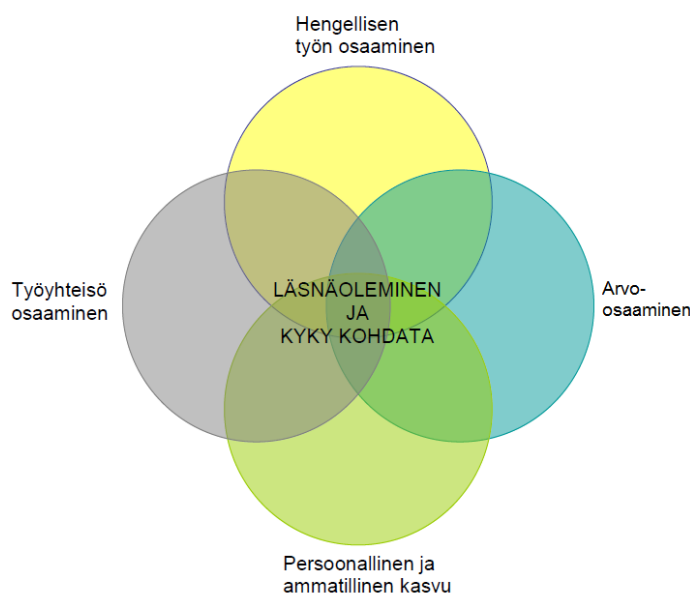 Hengellisen
työn osaaminen
Työyhteisö
osaaminen
LÄSNÄOLEMINEN
JA
KYKY KOHDATA
Arvo-
osaaminen
Persoonallinen ja
ammatillinen kasvu